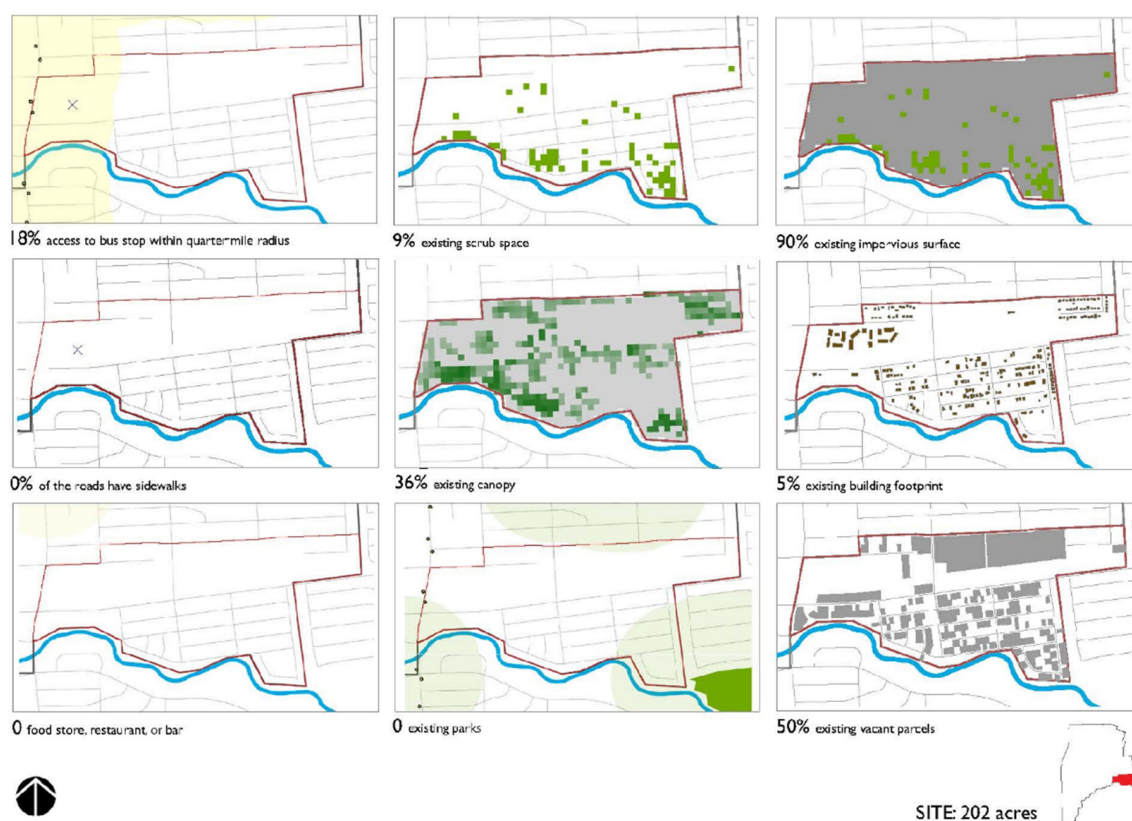 18% access to bus stop within quarter-mile radius
9% existing scrub space
90% existing impervious surface
0% of the roads have sidewalks
36% existing canopy
5% existing building footprint
0 food store, restaurant, or bar
0 existing parks
50% existing vacant parcels
SITE: 202 acres